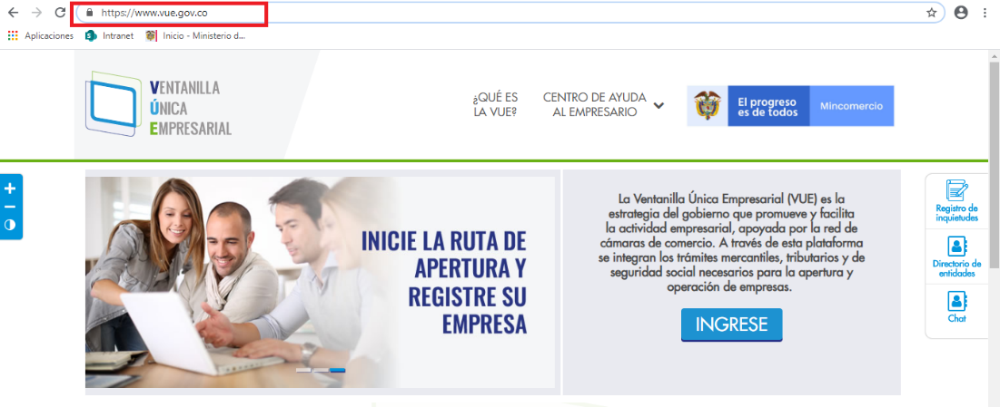 https://www.vue.gov.co
Aplicaciones
Intranet
Inicio - Ministerio d...
VENTANILLA
ÚNICA
EMPRESARIAL
¿QUÉ ES
LA VUE?
CENTRO DE AYUDA
AL EMPRESARIO
El progreso
es de todos
Mincomercio
INICIE LA RUTA DE
APERTURA Y
REGISTRE SU
EMPRESA
La Ventanilla Única Empresarial (VUE) es la
estrategia del gobierno que promueve y facilita
la actividad empresarial, apoyada por la red de
cámaras de comercio. A través de esta plataforma
se integran los trámites mercantiles, tributarios y de
seguridad social necesarios para la apertura y
operación de empresas.
INGRESE
Registro de
inquietudes
Directorio de
entidades
Chat